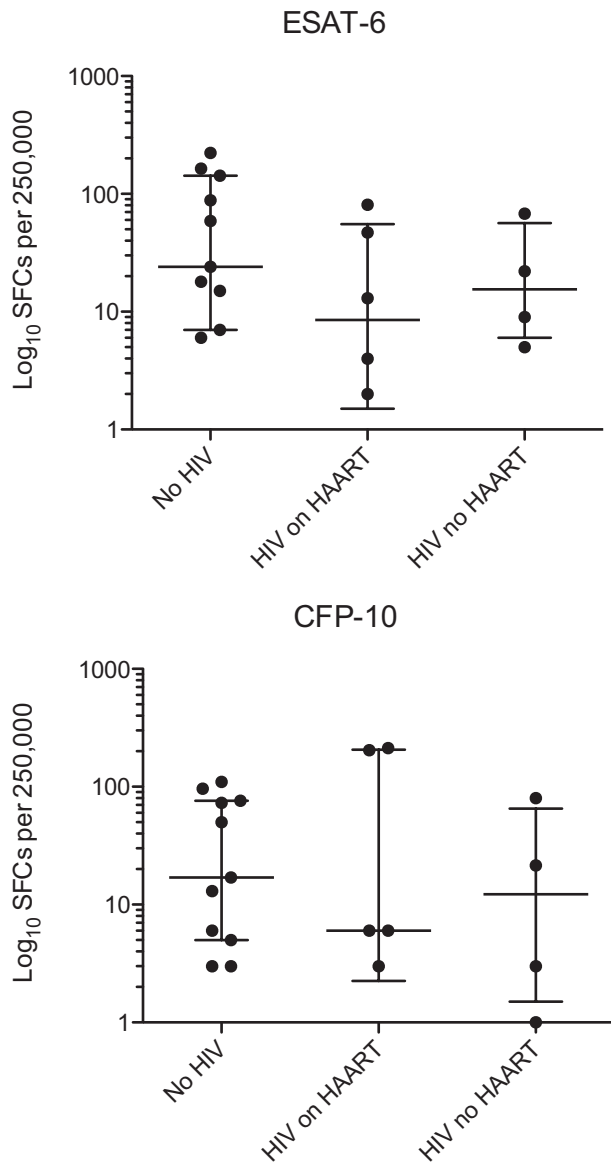 ESAT-6
1000
100
10
1
Log10 SFCs per 250,000
No HIV
HIV on HAART
HIV no HAART
CFP-10
1000
100
10
1
Log10 SFCs per 250,000
No HIV
HIV on HAART
HIV no HAART